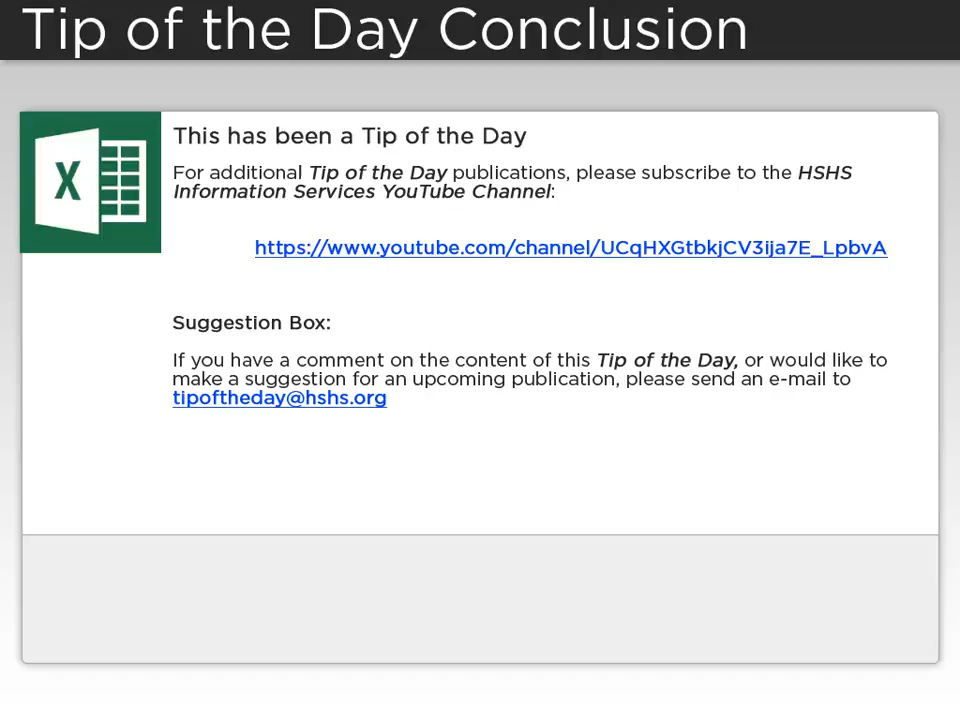 Tip of the Day Conclusion
X
This has been a Tip of the Day
For additional Tip of the Day publications, please subscribe to the HSHS
Information Services YouTube Channel:
https://www.youtube.com/channel/UCqHXGtbkjCV3ija7E_LpbvA
Suggestion Box:
If you have a comment on the content of this Tip of the Day, or would like to
make a suggestion for an upcoming publication, please send an e-mail to
tipoftheday@hshs.org